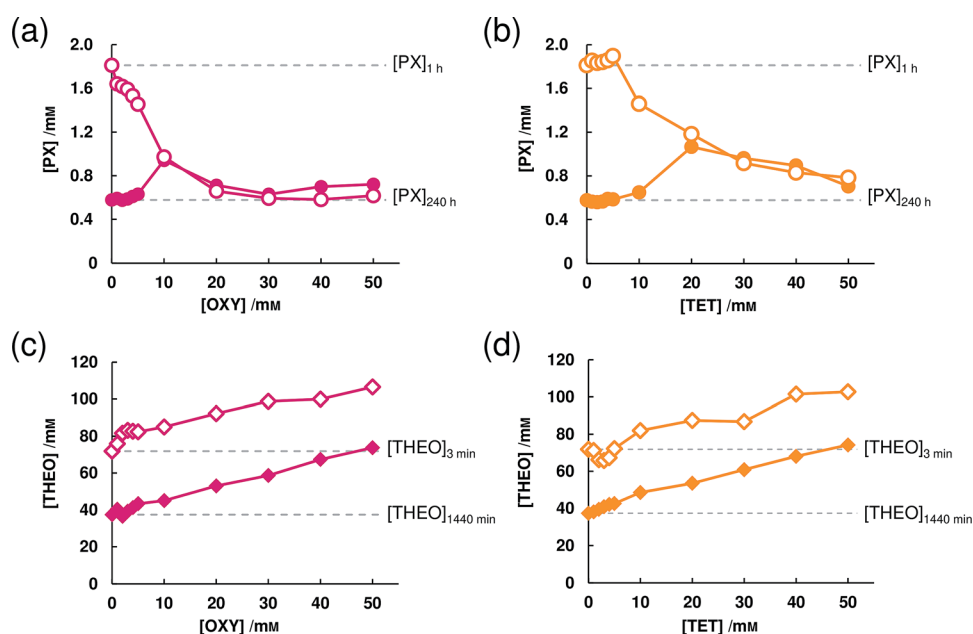 (a)
2.0
1.6
1.2
0.8
0.4
0
[PX] /mM
[PX]1 h
[PX]240 h
0 10 20 30 40 50
[OXY] /mM
(b)
2.0
1.6
1.2
0.8
0.4
0
[PX] /mM
[PX]1 h
[PX]240 h
0 10 20 30 40 50
[TET] /mM
(c)
120
100
80
60
40
20
0
[THEO] /mM
[THEO]3 min
[THEO]1440 min
0 10 20 30 40 50
[OXY] /mM
(d)
120
100
80
60
40
20
0
[THEO] /mM
[THEO]3 min
[THEO]1440 min
0 10 20 30 40 50
[TET] /mM